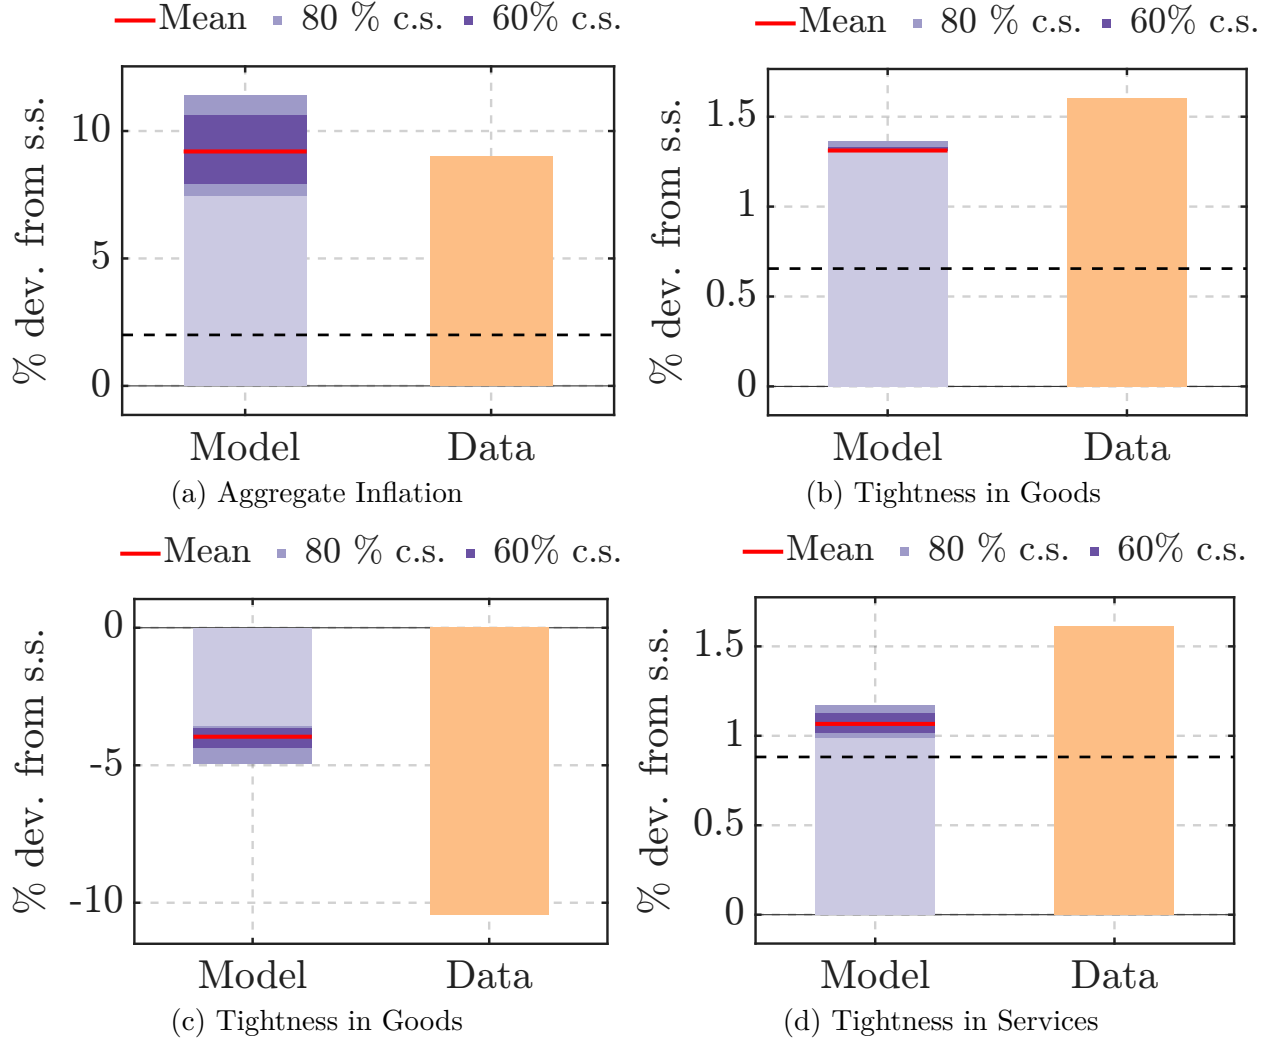 Mean 80 % c.s. 60% c.s.
% dev. from s.s.
10
5
0
Model Data
(a) Aggregate Inflation
Mean 80 % c.s. 60% c.s.
% dev. from s.s.
1.5
1
0.5
0
Model Data
(b) Tightness in Goods
Mean 80 % c.s. 60% c.s.
% dev. from s.s.
0
-5
-10
Model Data
(c) Tightness in Goods
Mean 80 % c.s. 60% c.s.
% dev. from s.s.
1.5
1
0.5
0
Model Data
(d) Tightness in Services